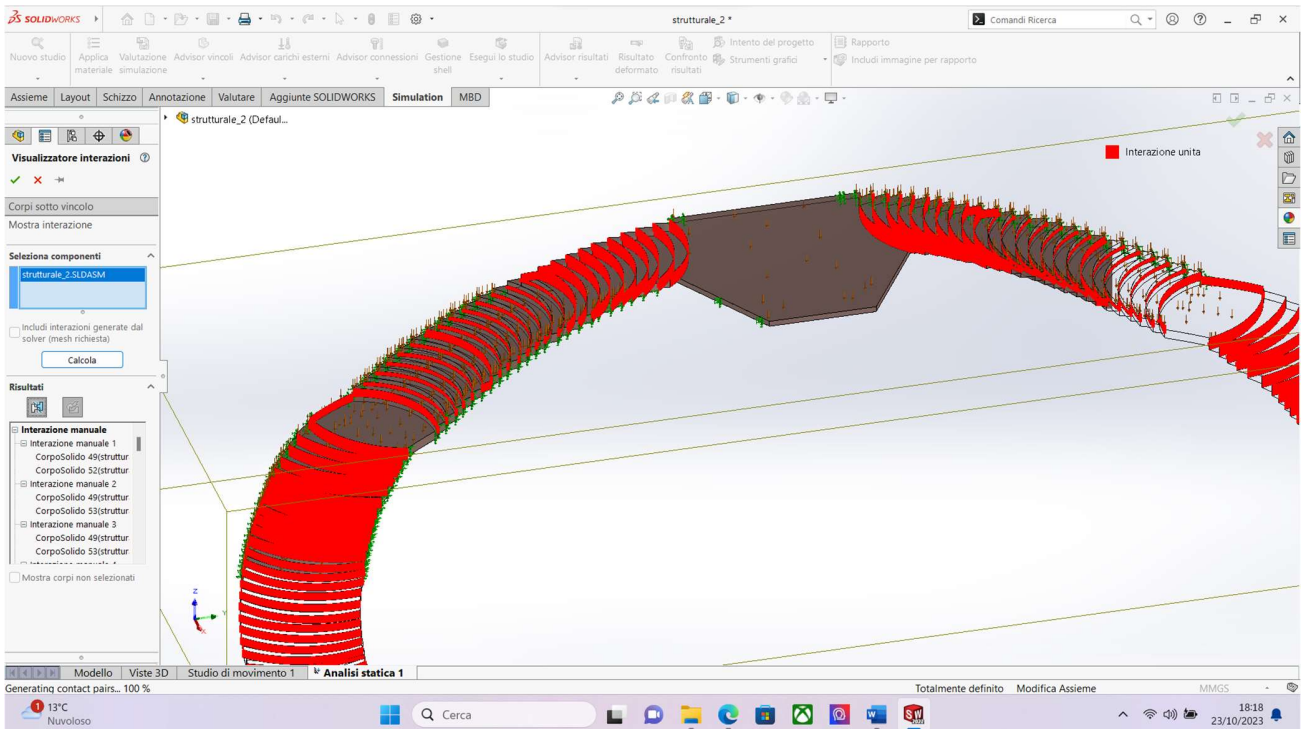 3S SOLIDWORKS
strutturale_2 *
Comandi Ricerca
Nuovo studio
Applica materiale
Valutazione simulazione
Advisor vincoli
Advisor carichi esterni
Advisor connessioni
Gestione shell
Esegui lo studio
Advisor risultati
Risultato deformato
Confronto risultati
Intento del progetto
Strumenti grafici
Rapporto
Includi immagine per rapporto
Assieme Layout Schizzo Annotazione Valutare Aggiunte SOLIDWORKS Simulation MBD
strutturale_2 (Defaul...
Visualizzatore interazioni
Corpi sotto vincolo
Mostra interazione
Seleziona componenti
strutturale_2.SLDASM
Includi interazioni generate dal
solver (mesh richiesta)
Calcola
Risultati
Interazione manuale
Interazione manuale 1
CorpoSolido 49(struttur
CorpoSolido 52(struttur
Interazione manuale 2
CorpoSolido 49(struttur
CorpoSolido 53(struttur
Interazione manuale 3
CorpoSolido 49(struttur
CorpoSolido 53(struttur
Mostra corpi non selezionati
Interazione unita
Z
Y
X
Modello Viste 3D Studio di movimento 1 Analisi statica 1
Generating contact pairs... 100 %
Totalmente definito Modifica Assieme MMGS
1
13°C
Nuvoloso
Cerca
SW
18:18
23/10/2023